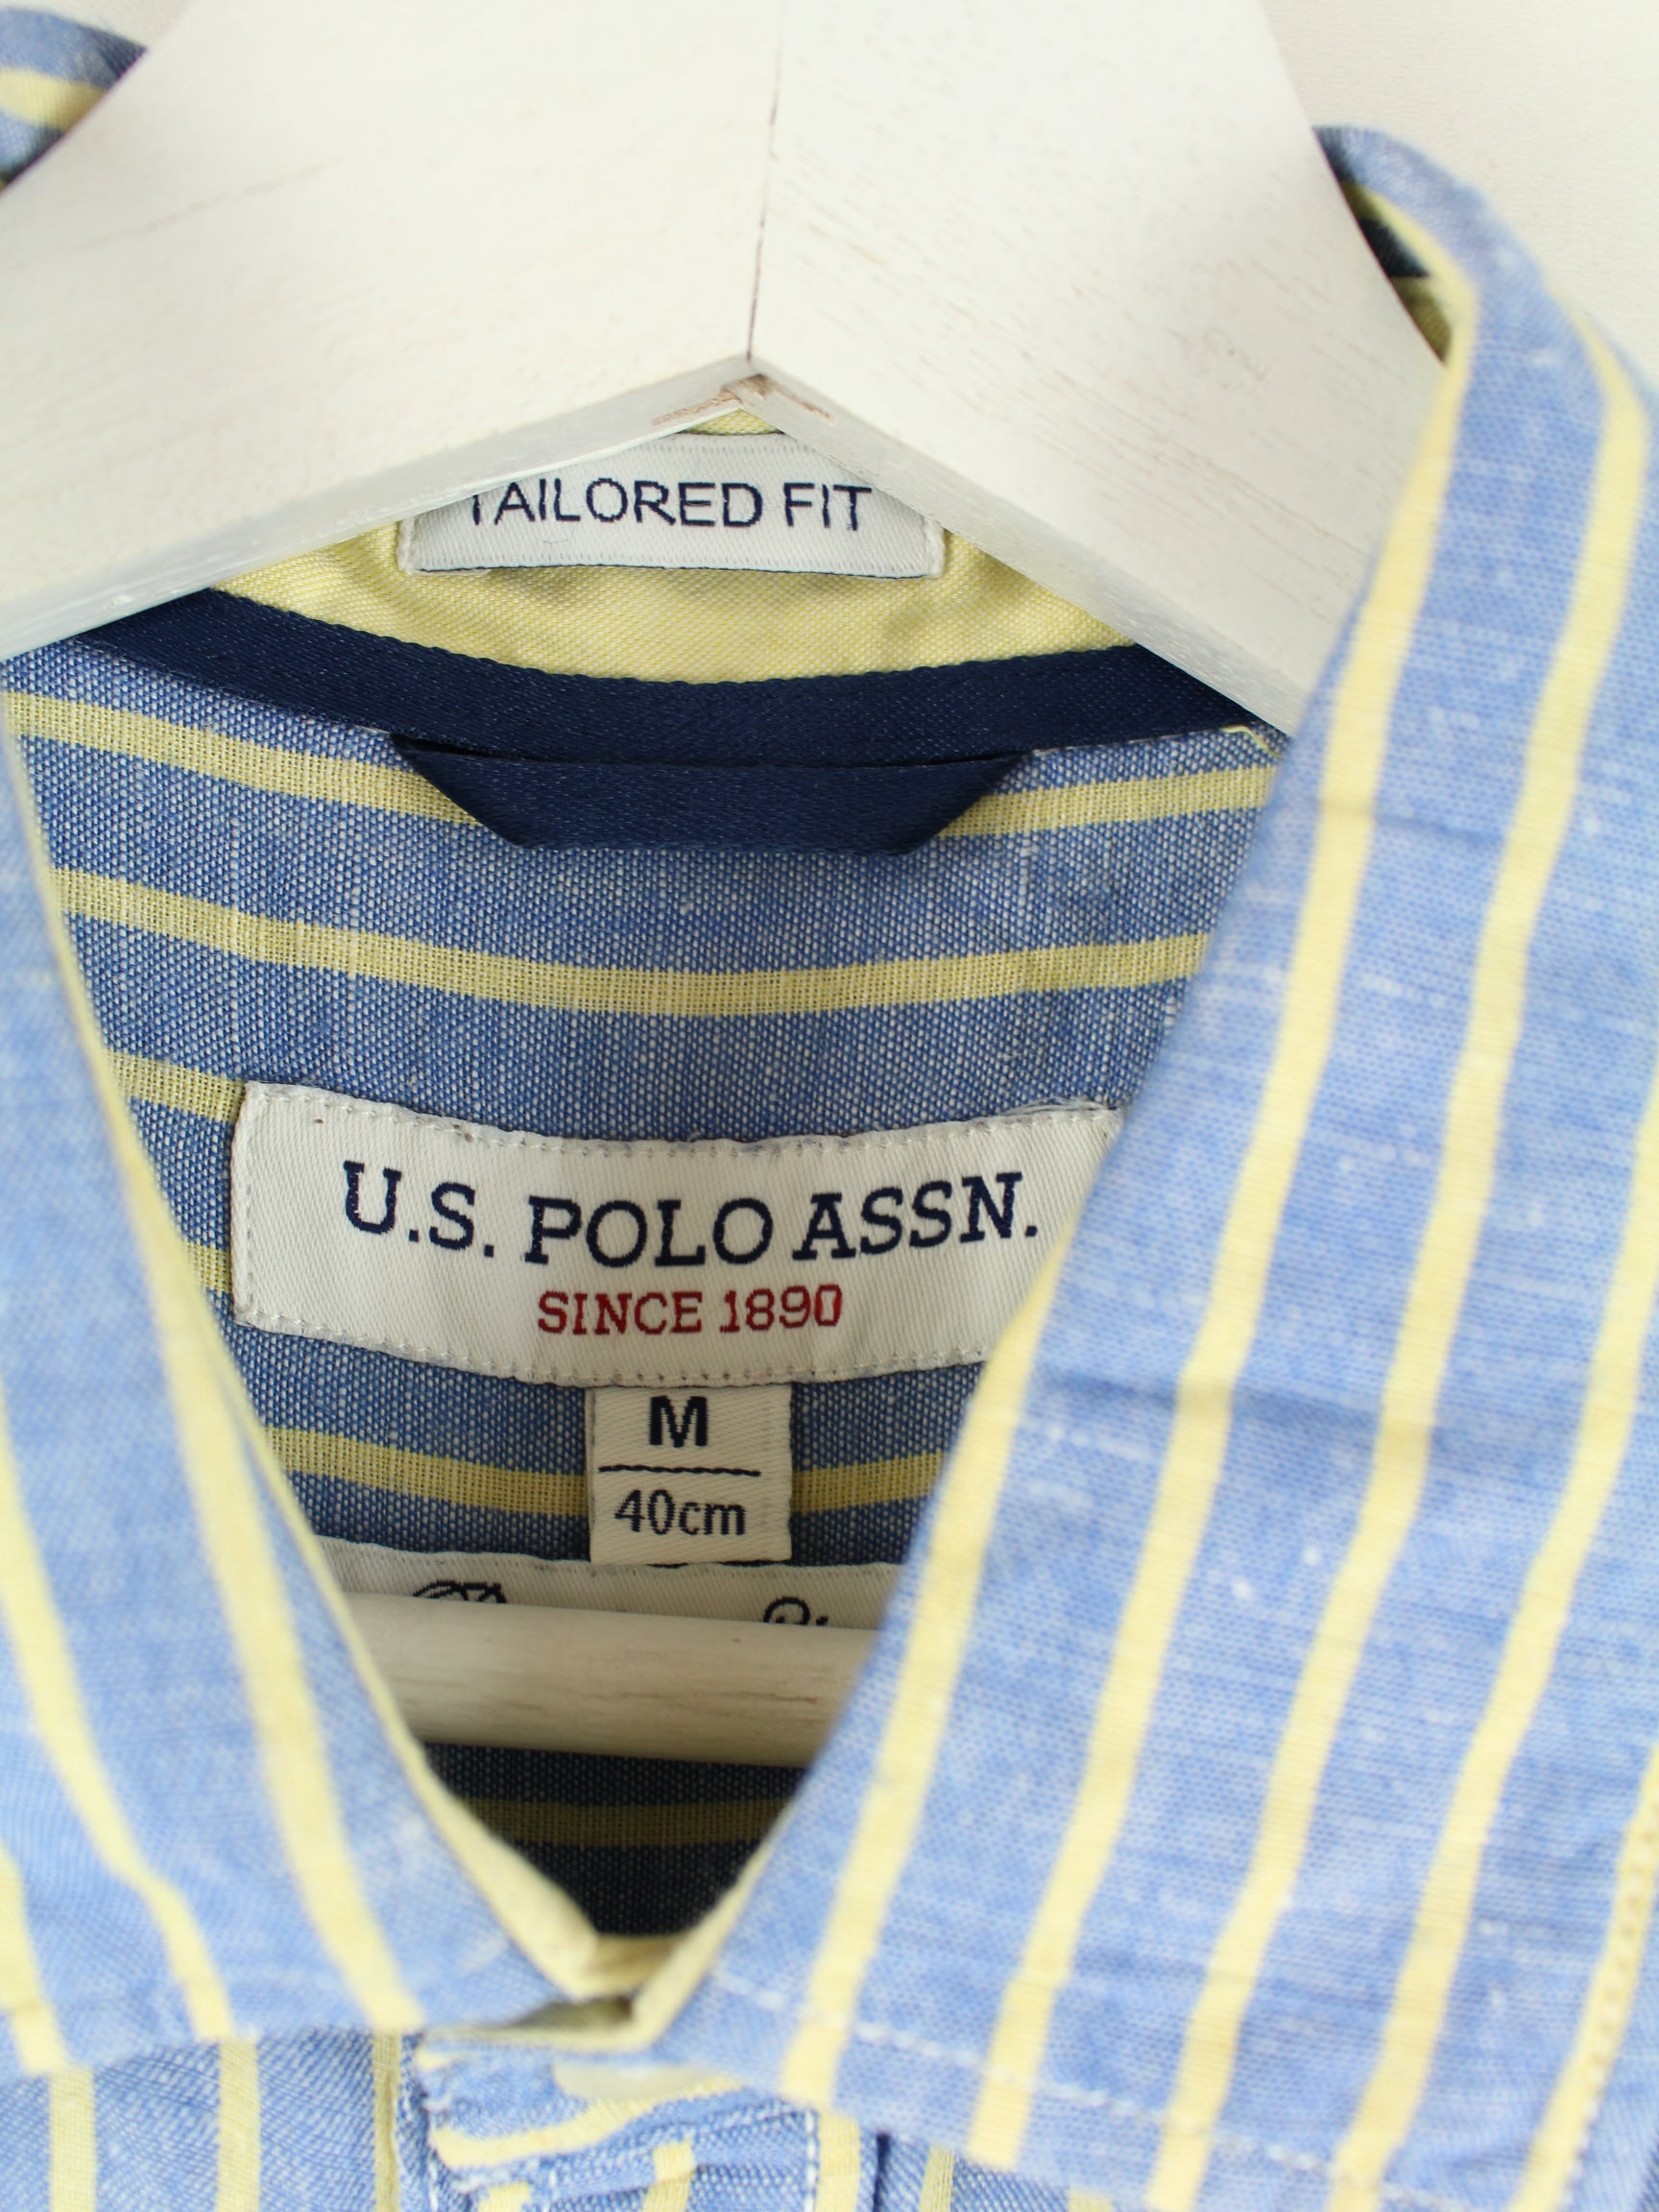 TAILORED FIT
U.S. POLO ASSN.
SINCE 1890
M
40cm